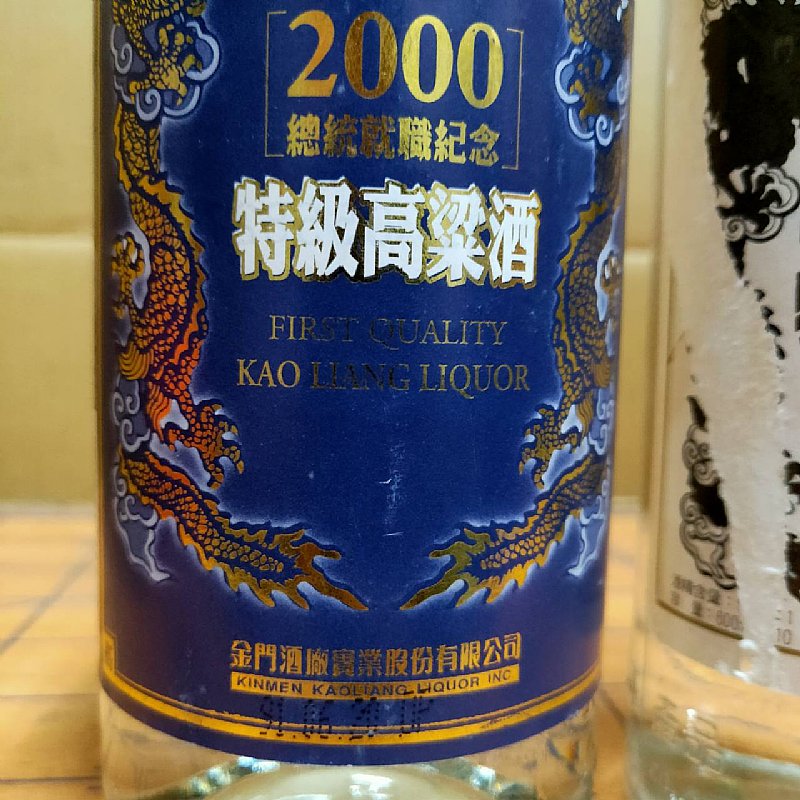 2000
總統就職紀念
特級高粱酒
FIRST QUALITY
KAO LIANG LIQUOR
金門酒廠實業股份有限公司
KINMEN KAOLIANG LIQUOR INC.